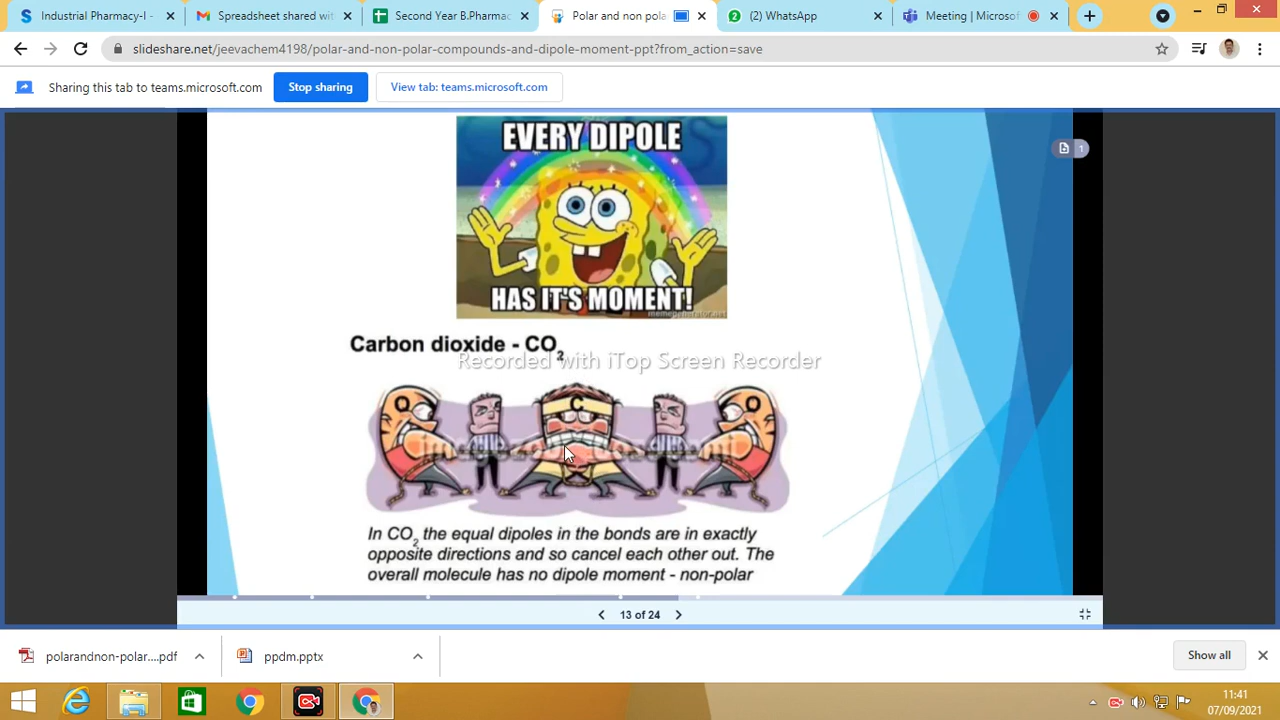 Industrial Pharmacy-I -
Spreadsheet shared wit
Second Year B.Pharmac
Polar and non pola
(2) WhatsApp
Meeting | Microsof
slideshare.net/jeevachem4198/polar-and-non-polar-compounds-and-dipole-moment-ppt?from_action=save
Sharing this tab to teams.microsoft.com
Stop sharing
View tab: teams.microsoft.com
EVERY DIPOLE
HAS IT'S MOMENT!
memegenerator.net
1
Carbon dioxide - CO2
Recorded with iTop Screen Recorder
O
C
O
In CO2 the equal dipoles in the bonds are in exactly
opposite directions and so cancel each other out. The
overall molecule has no dipole moment - non-polar
13 of 24
polarandnon-polar....pdf
ppdm.pptx
Show all
11:41
07/09/2021